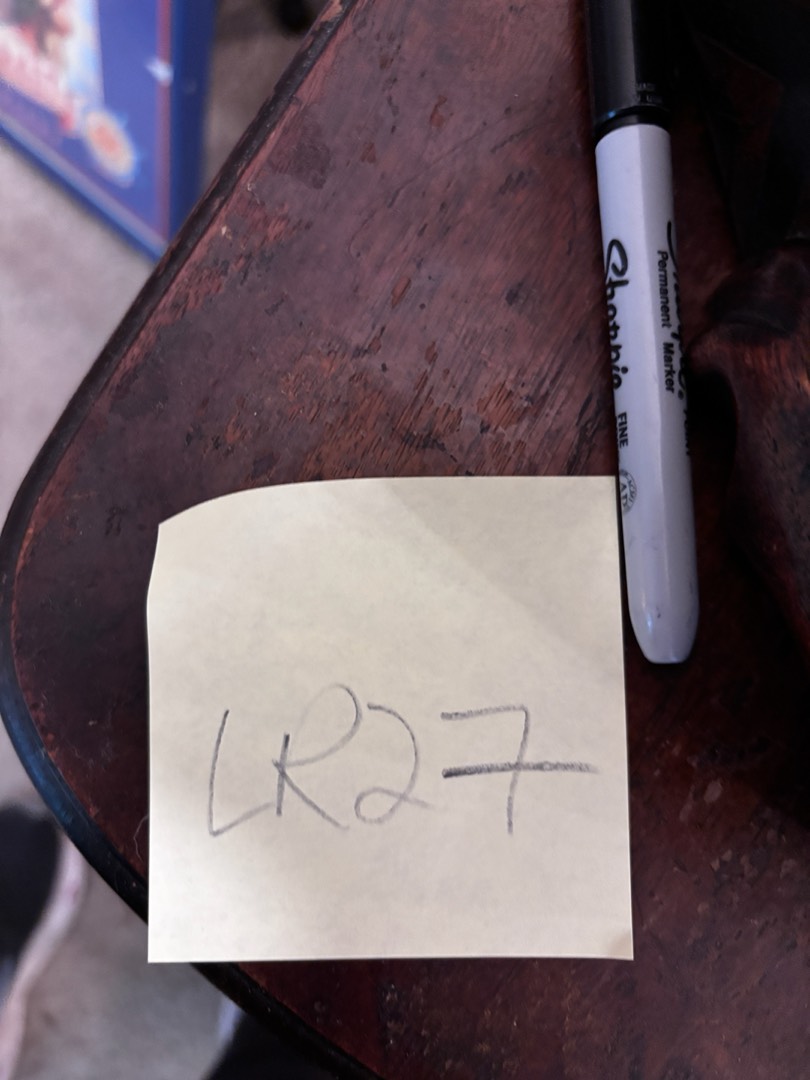 LR27
Sharpie
FINE
Permanent Marker